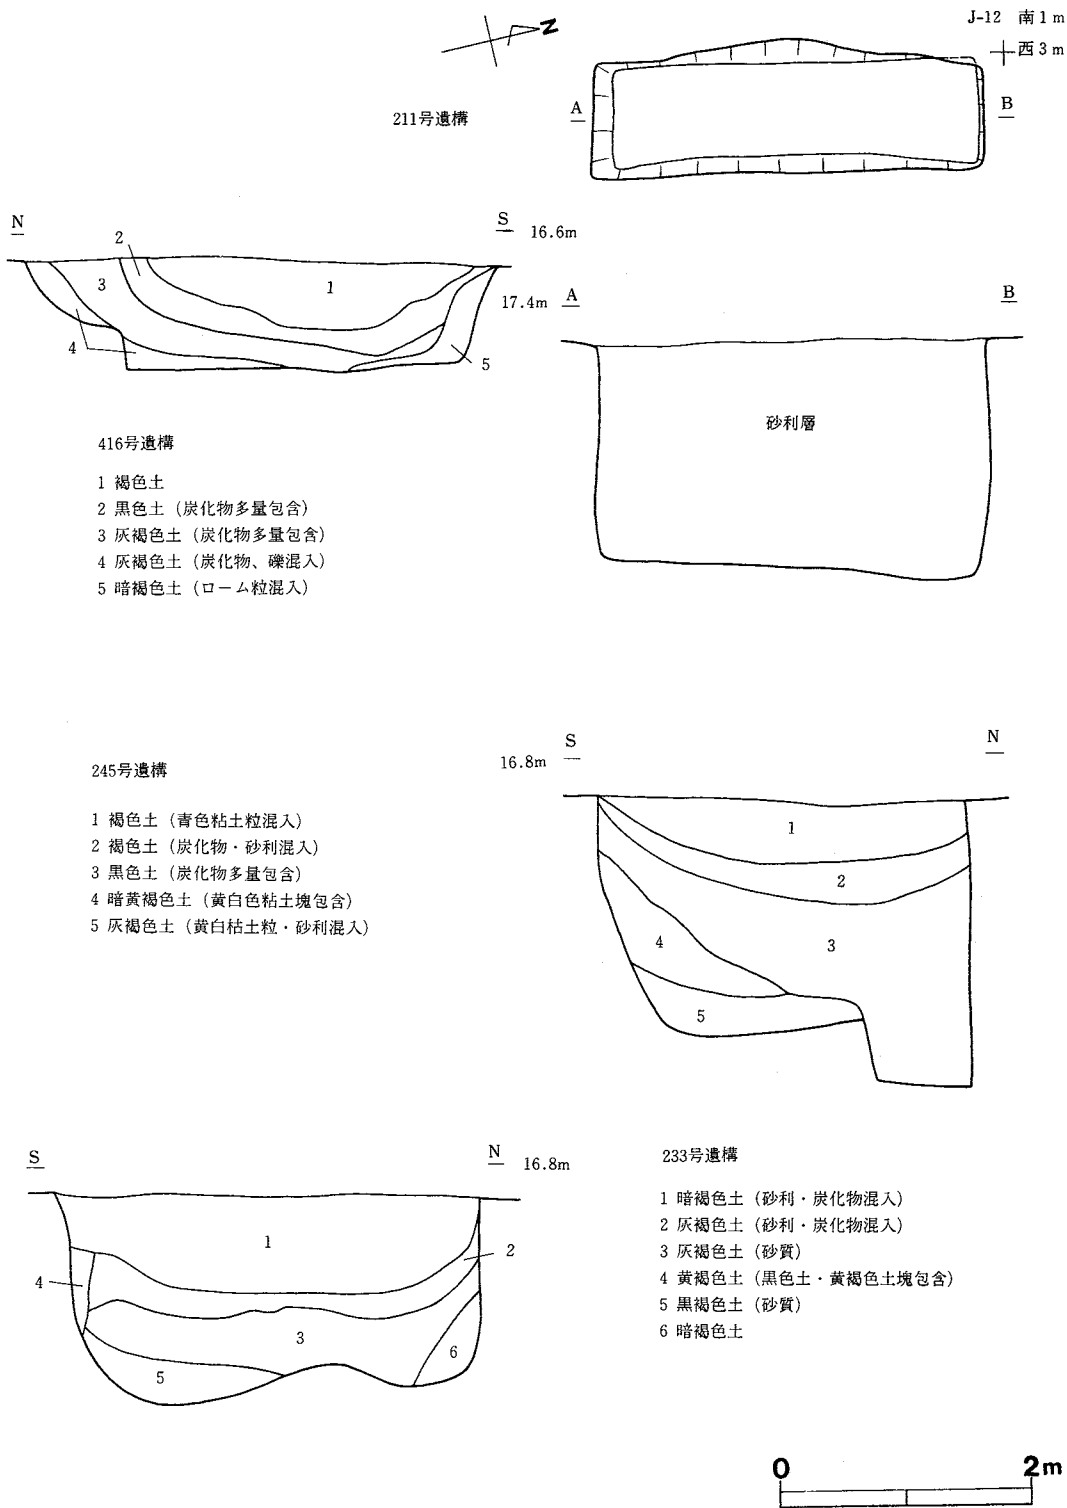 J-12 南1m
西3m
N
211号遺構
A
B
N
S
16.6m
2
3
1
4
5
17.4m
A
B
砂利層
416号遺構
1 褐色土
2 黒色土（炭化物多量包含）
3 灰褐色土（炭化物多量包含）
4 灰褐色土（炭化物、礫混入）
5 暗褐色土（ローム粒混入）
245号遺構
1 褐色土（青色粘土粒混入）
2 褐色土（炭化物・砂利混入）
3 黒色土（炭化物多量包含）
4 暗黄褐色土（黄白色粘土塊包含）
5 灰褐色土（黄白枯土粒・砂利混入）
16.8m
S
N
1
2
3
4
5
S
N
16.8m
1
2
4
3
6
5
233号遺構
1 暗褐色土（砂利・炭化物混入）
2 灰褐色土（砂利・炭化物混入）
3 灰褐色土（砂質）
4 黄褐色土（黒色土・黄褐色土塊包含）
5 黒褐色土（砂質）
6 暗褐色土
0
2m